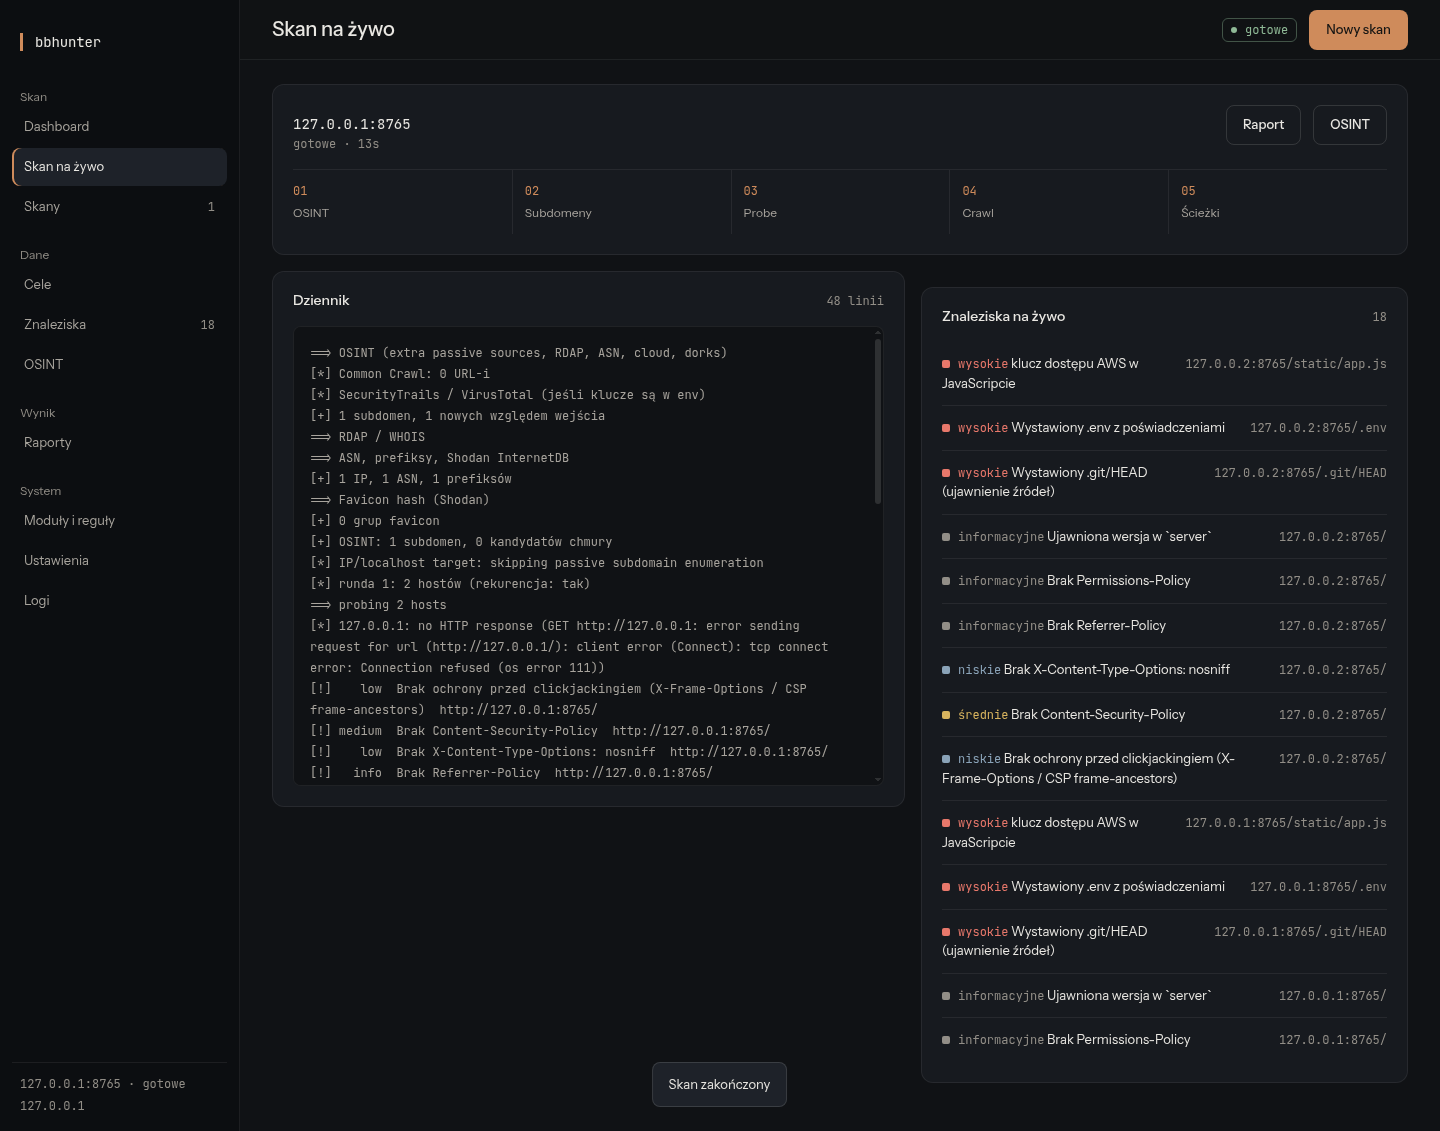 bbhunter
Skan
Dashboard
Skan na żywo
Skany 1
Dane
Cele
Znaleziska 18
OSINT
Wynik
Raporty
System
Moduły i reguły
Ustawienia
Logi
127.0.0.1:8765 · gotowe
127.0.0.1
Skan na żywo
gotowe
Nowy skan
127.0.0.1:8765
gotowe · 13s
Raport
OSINT
01
OSINT
02
Subdomeny
03
Probe
04
Crawl
05
Ścieżki
Dziennik 48 linii
==> OSINT (extra passive sources, RDAP, ASN, cloud, dorks)
[*] Common Crawl: 0 URL-i
[*] SecurityTrails / VirusTotal (jeśli klucze są w env)
[+] 1 subdomen, 1 nowych względem wejścia
==> RDAP / WHOIS
==> ASN, prefiksy, Shodan InternetDB
[+] 1 IP, 1 ASN, 1 prefiksów
==> Favicon hash (Shodan)
[+] 0 grup favicon
[+] OSINT: 1 subdomen, 0 kandydatów chmury
[*] IP/localhost target: skipping passive subdomain enumeration
[*] runda 1: 2 hostów (rekurencja: tak)
==> probing 2 hosts
[*] 127.0.0.1: no HTTP response (GET http://127.0.0.1: error sending
request for url (http://127.0.0.1/): client error (Connect): tcp connect
error: Connection refused (os error 111))
[!]    low  Brak ochrony przed clickjackingiem (X-Frame-Options / CSP
frame-ancestors)  http://127.0.0.1:8765/
[!] medium  Brak Content-Security-Policy  http://127.0.0.1:8765/
[!]    low  Brak X-Content-Type-Options: nosniff  http://127.0.0.1:8765/
[!]   info  Brak Referrer-Policy  http://127.0.0.1:8765/
Znaleziska na żywo 18
wysokie klucz dostępu AWS w 127.0.0.2:8765/static/app.js
JavaScripcie
wysokie Wystawiony .env z poświadczeniami 127.0.0.2:8765/.env
wysokie Wystawiony .git/HEAD 127.0.0.2:8765/.git/HEAD
(ujawnienie źródeł)
informacyjne Ujawniona wersja w `server` 127.0.0.2:8765/
informacyjne Brak Permissions-Policy 127.0.0.2:8765/
informacyjne Brak Referrer-Policy 127.0.0.2:8765/
niskie Brak X-Content-Type-Options: nosniff 127.0.0.2:8765/
średnie Brak Content-Security-Policy 127.0.0.2:8765/
niskie Brak ochrony przed clickjackingiem (X- 127.0.0.2:8765/
Frame-Options / CSP frame-ancestors)
wysokie klucz dostępu AWS w 127.0.0.1:8765/static/app.js
JavaScripcie
wysokie Wystawiony .env z poświadczeniami 127.0.0.1:8765/.env
wysokie Wystawiony .git/HEAD 127.0.0.1:8765/.git/HEAD
(ujawnienie źródeł)
informacyjne Ujawniona wersja w `server` 127.0.0.1:8765/
informacyjne Brak Permissions-Policy 127.0.0.1:8765/
Skan zakończony